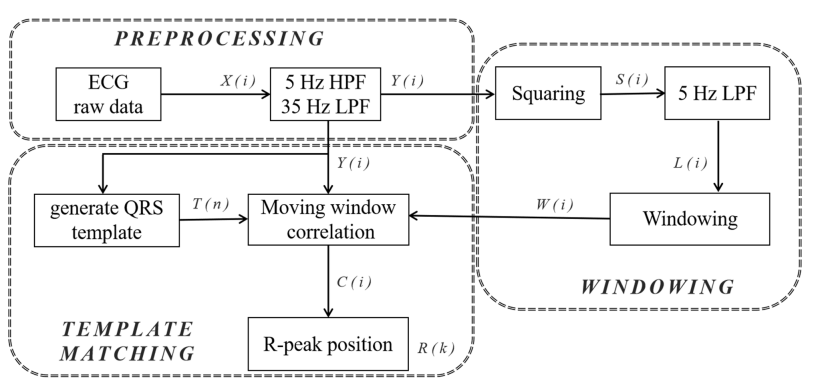 PREPROCESSING
ECG
raw data
X(i)
5 Hz HPF
35 Hz LPF
Y(i)
Squaring
S(i)
5 Hz LPF
Y(i)
L(i)
generate QRS
template
T(n)
Moving window
correlation
W(i)
Windowing
C(i)
WINDOWING
TEMPLATE
MATCHING
R-peak position
R(k)